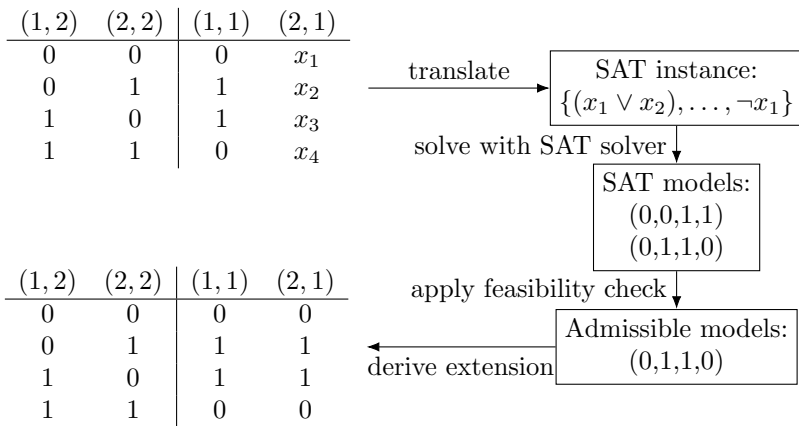 (1, 2) (2, 2) (1, 1) (2, 1)
0 0 0 x₁
0 1 1 x₂
1 0 1 x₃
1 1 0 x₄
translate
SAT instance:
{(x₁ ∨ x₂), . . . , ¬x₁}
solve with SAT solver
SAT models:
(0,0,1,1)
(0,1,1,0)
apply feasibility check
Admissible models:
(0,1,1,0)
derive extension
(1, 2) (2, 2) (1, 1) (2, 1)
0 0 0 0
0 1 1 1
1 0 1 1
1 1 0 0